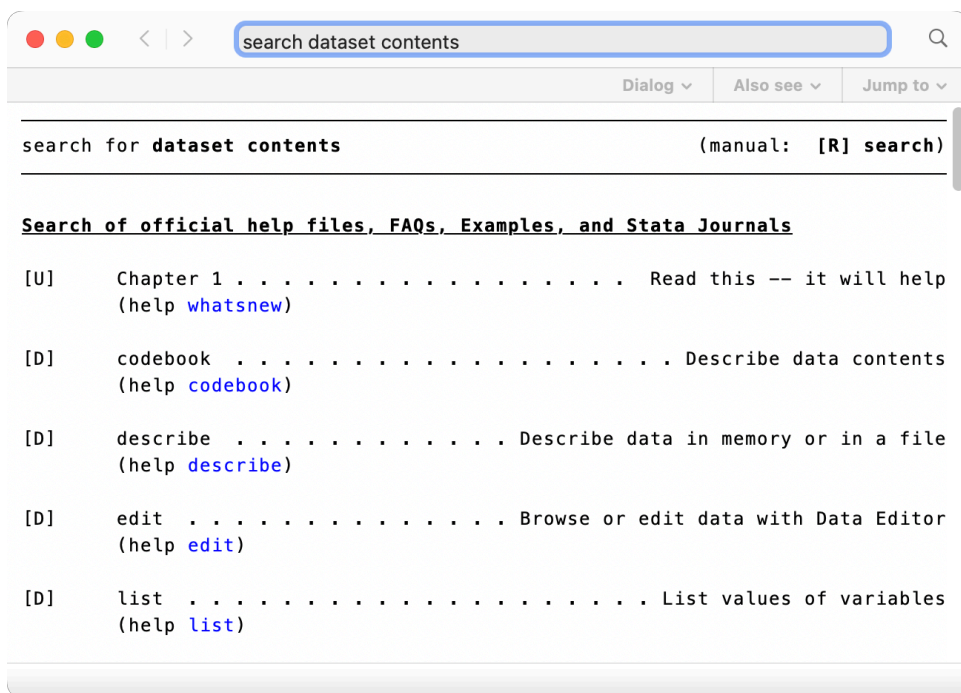 search dataset contents
Dialog Also see Jump to
search for dataset contents (manual: [R] search)
Search of official help files, FAQs, Examples, and Stata Journals
[U] Chapter 1 . . . . . . . . . . . . . . . . . Read this -- it will help
(help whatsnew)
[D] codebook . . . . . . . . . . . . . . . . . . . Describe data contents
(help codebook)
[D] describe . . . . . . . . . . . . Describe data in memory or in a file
(help describe)
[D] edit . . . . . . . . . . . . . . Browse or edit data with Data Editor
(help edit)
[D] list . . . . . . . . . . . . . . . . . . . . List values of variables
(help list)